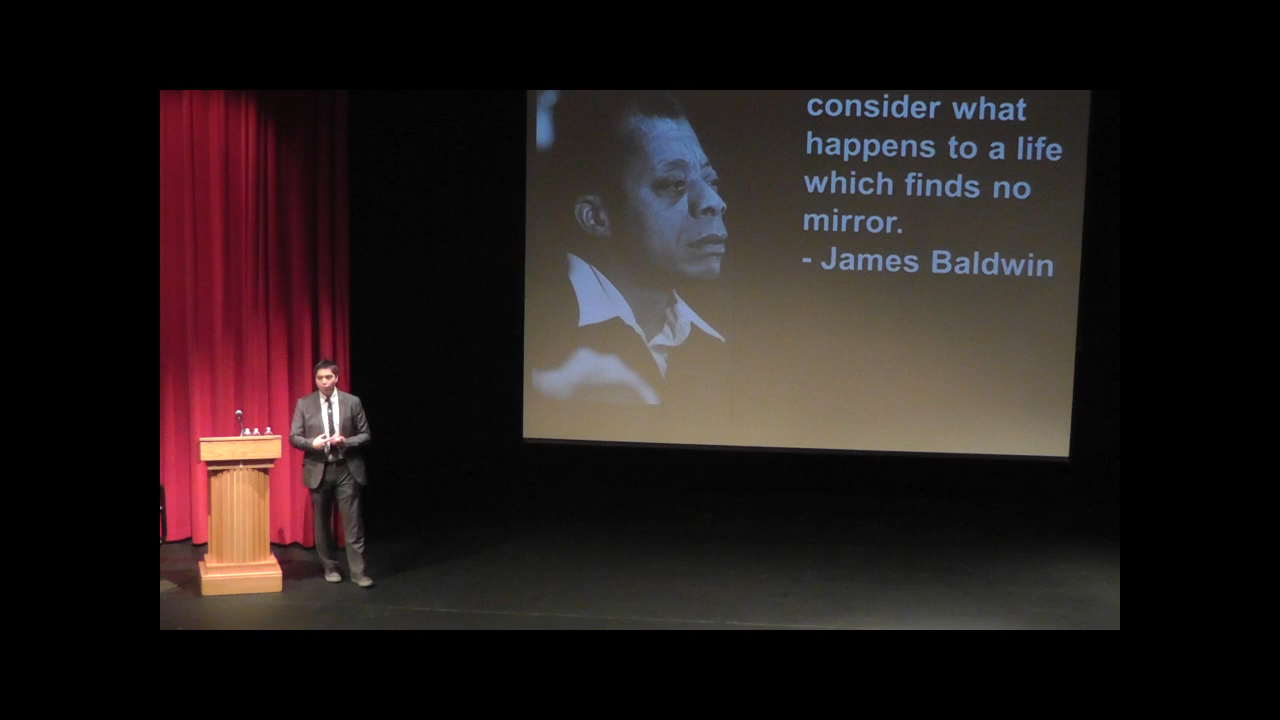 consider what
happens to a life
which finds no
mirror.
- James Baldwin